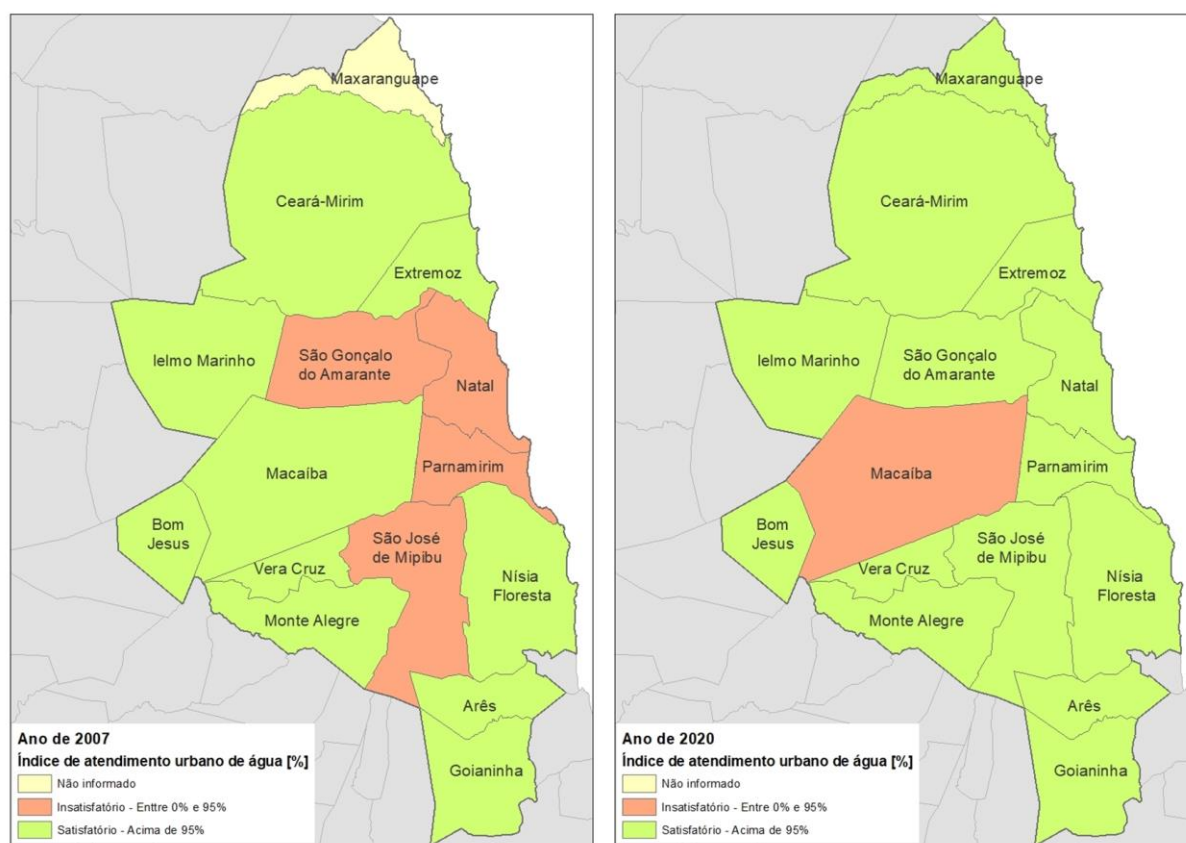 Maxaranguape
Ceará-Mirim
Extremoz
Ielmo Marinho
São Gonçalo
do Amarante
Natal
Macaíba
Parnamirim
Bom
Jesus
São José
de Mipibu
Vera Cruz
Nísia
Floresta
Monte Alegre
Arês
Goianinha
Ano de 2007
Índice de atendimento urbano de água [%]
Não informado
Insatisfatório - Enttre 0% e 95%
Satisfatório - Acima de 95%
Maxaranguape
Ceará-Mirim
Extremoz
Ielmo Marinho
São Gonçalo
do Amarante
Natal
Macaíba
Parnamirim
Bom
Jesus
São José
de Mipibu
Vera Cruz
Nísia
Floresta
Monte Alegre
Arês
Goianinha
Ano de 2020
Índice de atendimento urbano de água [%]
Não informado
Insatisfatório - Enttre 0% e 95%
Satisfatório - Acima de 95%